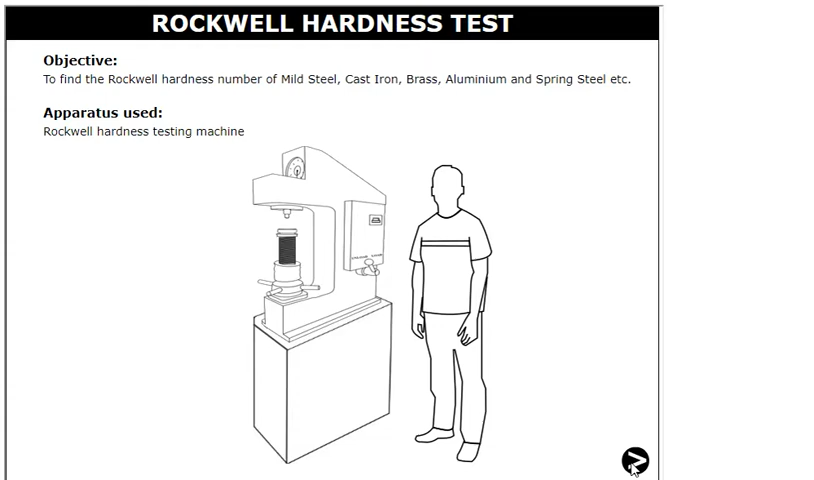 ROCKWELL HARDNESS TEST
Objective:
To find the Rockwell hardness number of Mild Steel, Cast Iron, Brass, Aluminium and Spring Steel etc.
Apparatus used:
Rockwell hardness testing machine